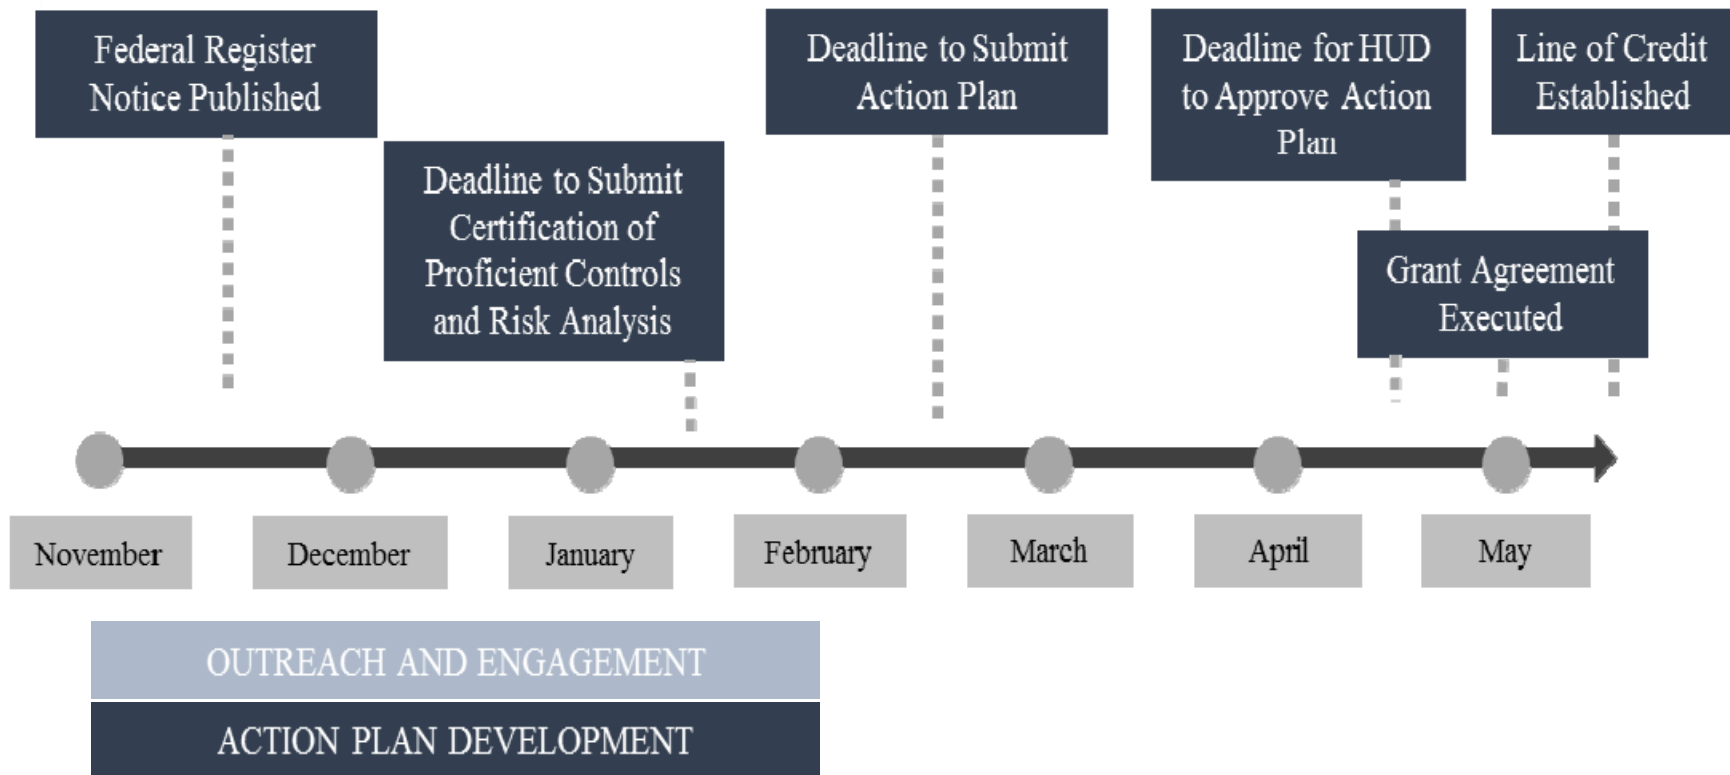 Federal Register
Notice Published
Deadline to Submit
Certification of
Proficient Controls
and Risk Analysis
Deadline to Submit
Action Plan
Deadline for HUD
to Approve Action
Plan
Line of Credit
Established
Grant Agreement
Executed
November
December
January
February
March
April
May
OUTREACH AND ENGAGEMENT
ACTION PLAN DEVELOPMENT